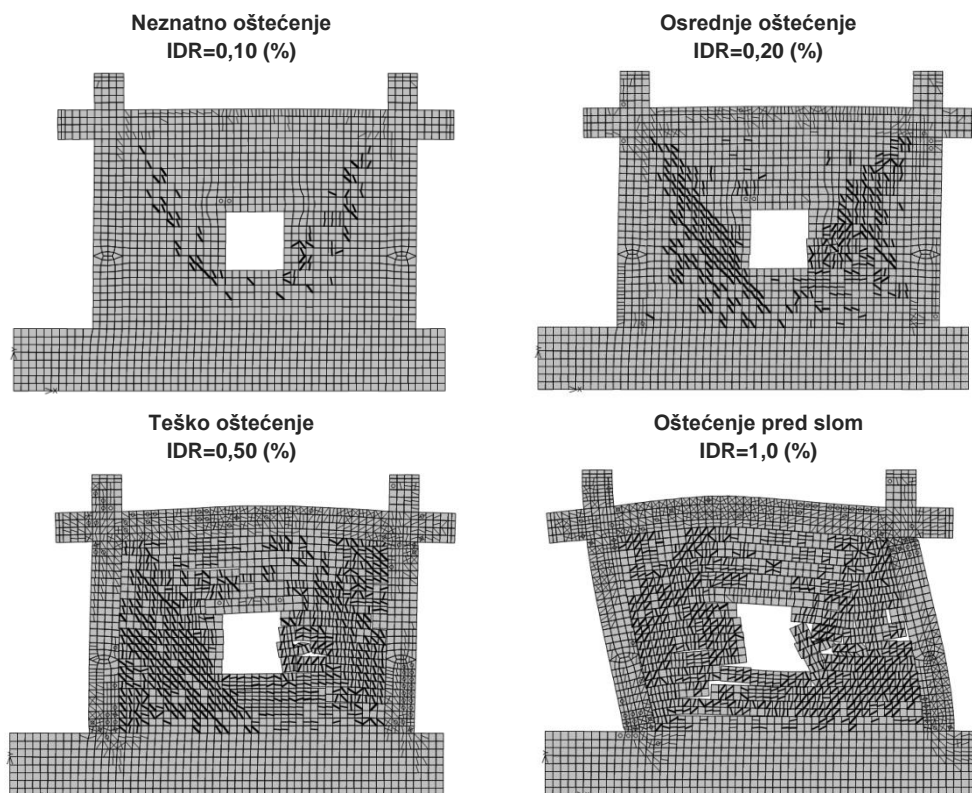 Neznatno oštećenje
IDR=0,10 (%)
Osrednje oštećenje
IDR=0,20 (%)
Teško oštećenje
IDR=0,50 (%)
Oštećenje pred slom
IDR=1,0 (%)